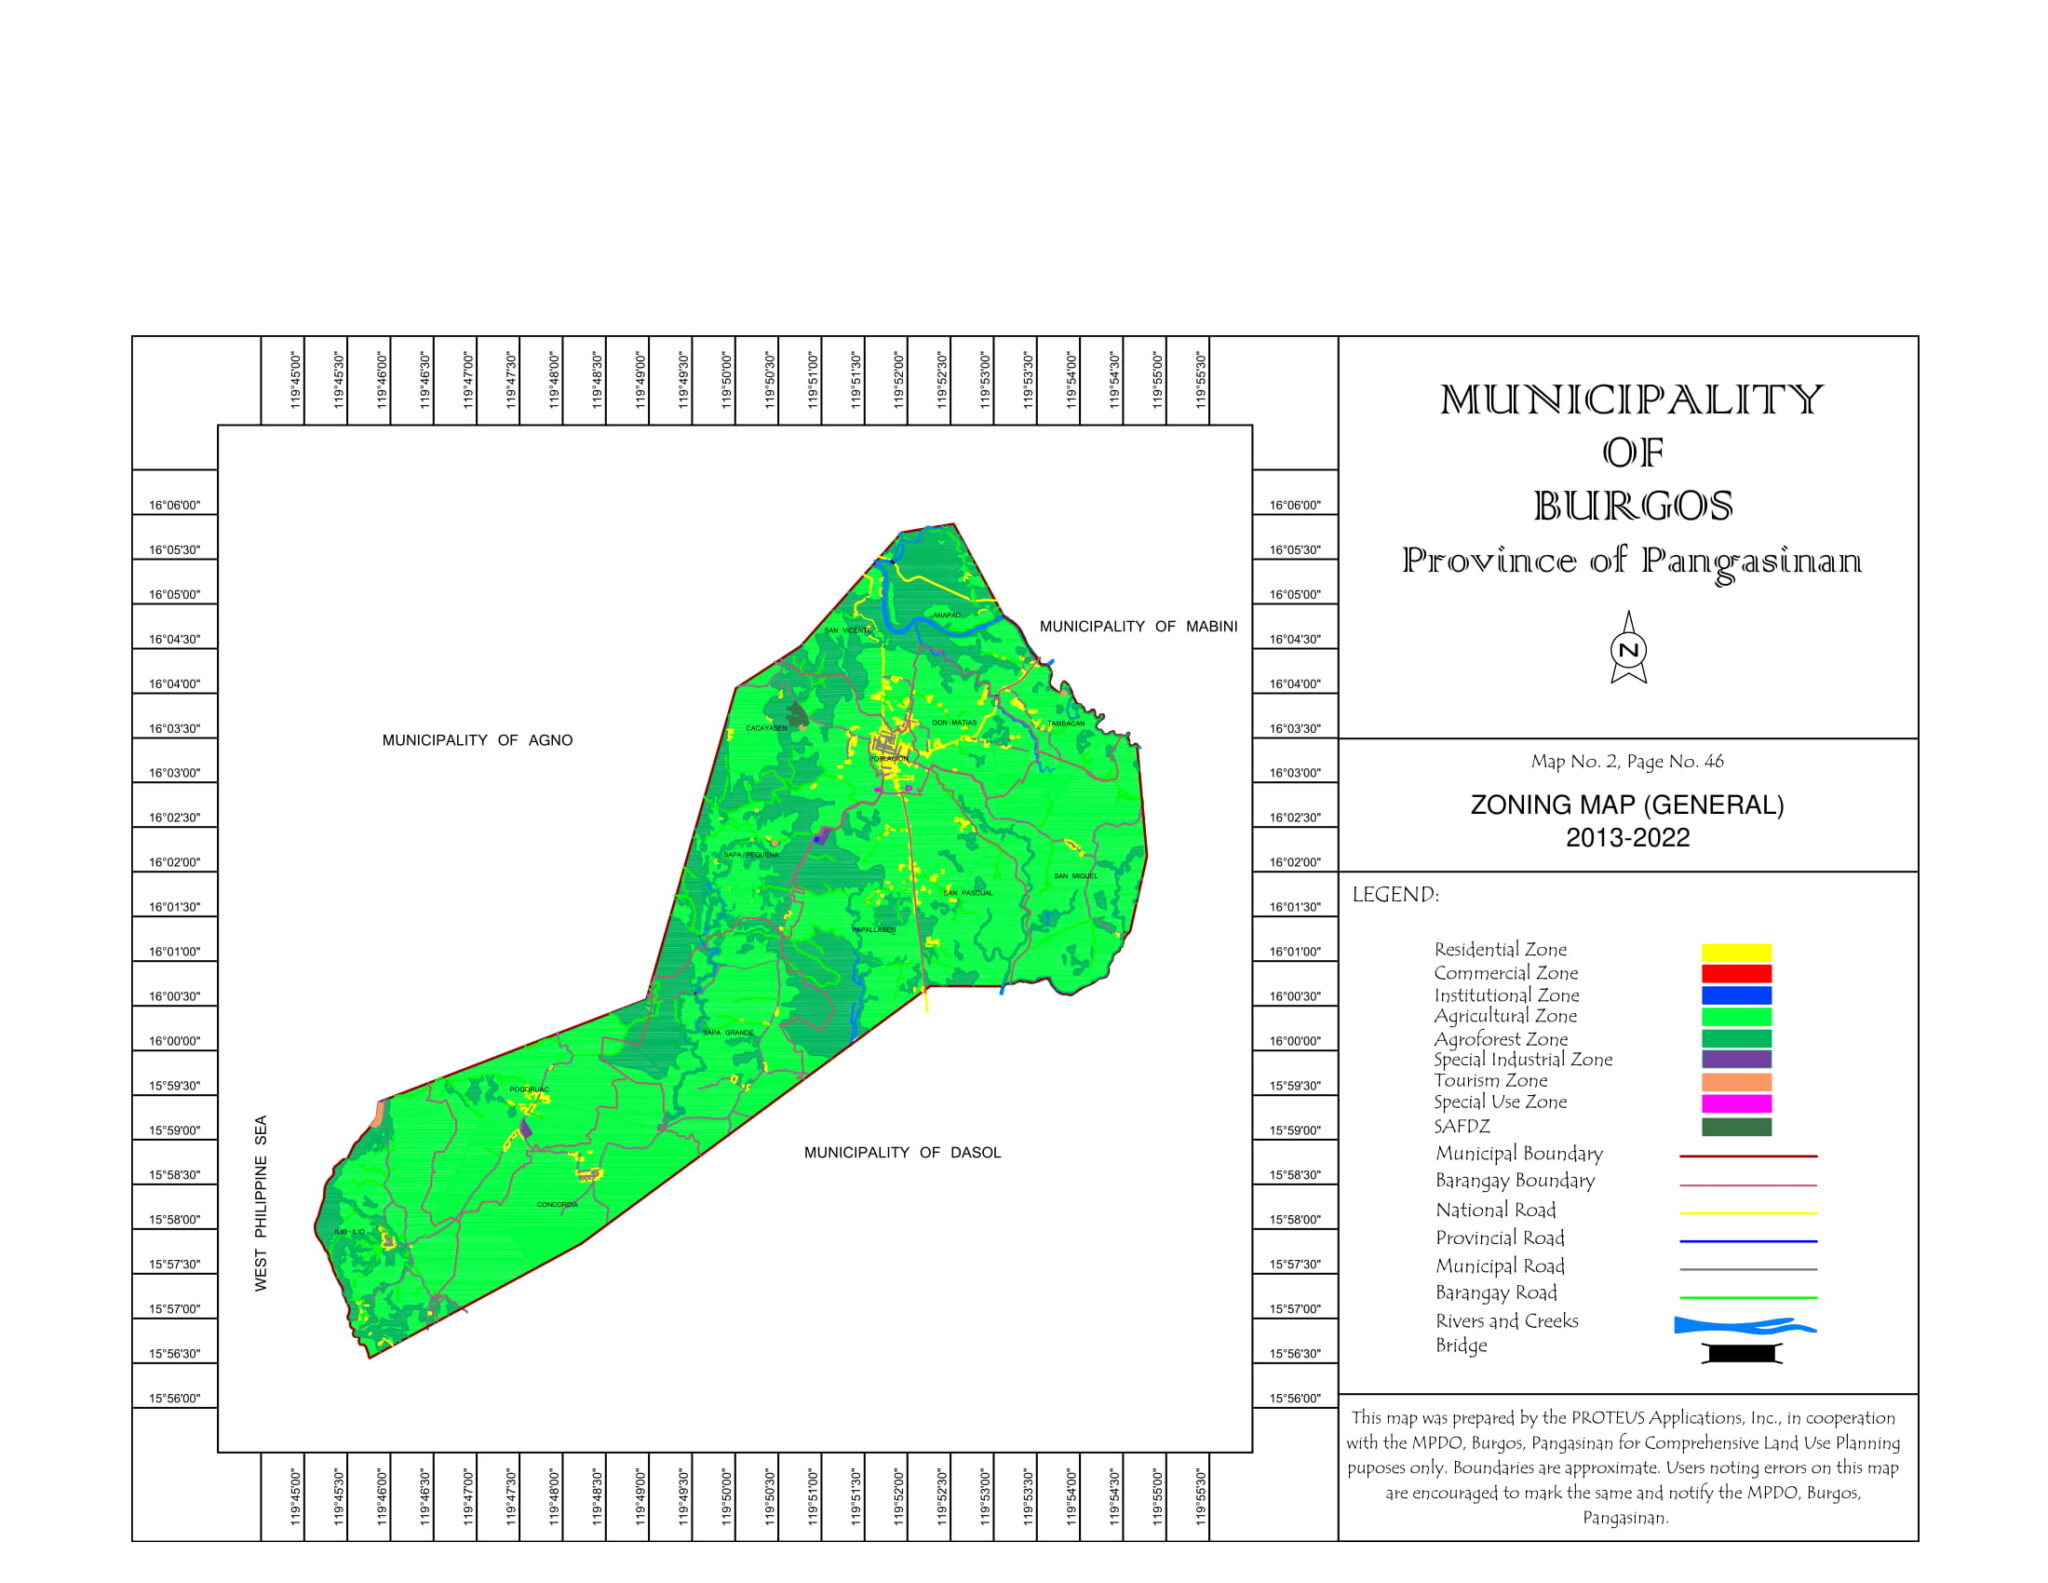 119°45'00"
119°45'30"
119°46'00"
119°46'30"
119°47'00"
119°47'30"
119°48'00"
119°48'30"
119°49'00"
119°49'30"
119°50'00"
119°50'30"
119°51'00"
119°51'30"
119°52'00"
119°52'30"
119°53'00"
119°53'30"
119°54'00"
119°54'30"
119°55'00"
119°55'30"
16°06'00"
16°05'30"
16°05'00"
16°04'30"
16°04'00"
16°03'30"
16°03'00"
16°02'30"
16°02'00"
16°01'30"
16°01'00"
16°00'30"
16°00'00"
15°59'30"
15°59'00"
15°58'30"
15°58'00"
15°57'30"
15°57'00"
15°56'30"
15°56'00"
MUNICIPALITY OF MABINI
MUNICIPALITY OF AGNO
MUNICIPALITY OF DASOL
WEST PHILIPPINE SEA
ANAPAO
SAN VICENTE
CACAYASEN
DON MATIAS
TAMBACAN
POBLACION
SAPA PEQUENA
SAN MIGUEL
SAN PASCUAL
PAPALLASEN
SAPA GRANDE
POGORUAC
CONCORDIA
ILIO-ILIO
16°06'00"
16°05'30"
16°05'00"
16°04'30"
16°04'00"
16°03'30"
16°03'00"
16°02'30"
16°02'00"
16°01'30"
16°01'00"
16°00'30"
16°00'00"
15°59'30"
15°59'00"
15°58'30"
15°58'00"
15°57'30"
15°57'00"
15°56'30"
15°56'00"
119°45'00"
119°45'30"
119°46'00"
119°46'30"
119°47'00"
119°47'30"
119°48'00"
119°48'30"
119°49'00"
119°49'30"
119°50'00"
119°50'30"
119°51'00"
119°51'30"
119°52'00"
119°52'30"
119°53'00"
119°53'30"
119°54'00"
119°54'30"
119°55'00"
119°55'30"
MUNICIPALITY
OF
BURGOS
Province of Pangasinan
N
Map No. 2, Page No. 46
ZONING MAP (GENERAL)
2013-2022
LEGEND:
Residential Zone
Commercial Zone
Institutional Zone
Agricultural Zone
Agroforest Zone
Special Industrial Zone
Tourism Zone
Special Use Zone
SAFDZ
Municipal Boundary
Barangay Boundary
National Road
Provincial Road
Municipal Road
Barangay Road
Rivers and Creeks
Bridge
This map was prepared by the PROTEUS Applications, Inc., in cooperation
with the MPDO, Burgos, Pangasinan for Comprehensive Land Use Planning
puposes only. Boundaries are approximate. Users noting errors on this map
are encouraged to mark the same and notify the MPDO, Burgos,
Pangasinan.